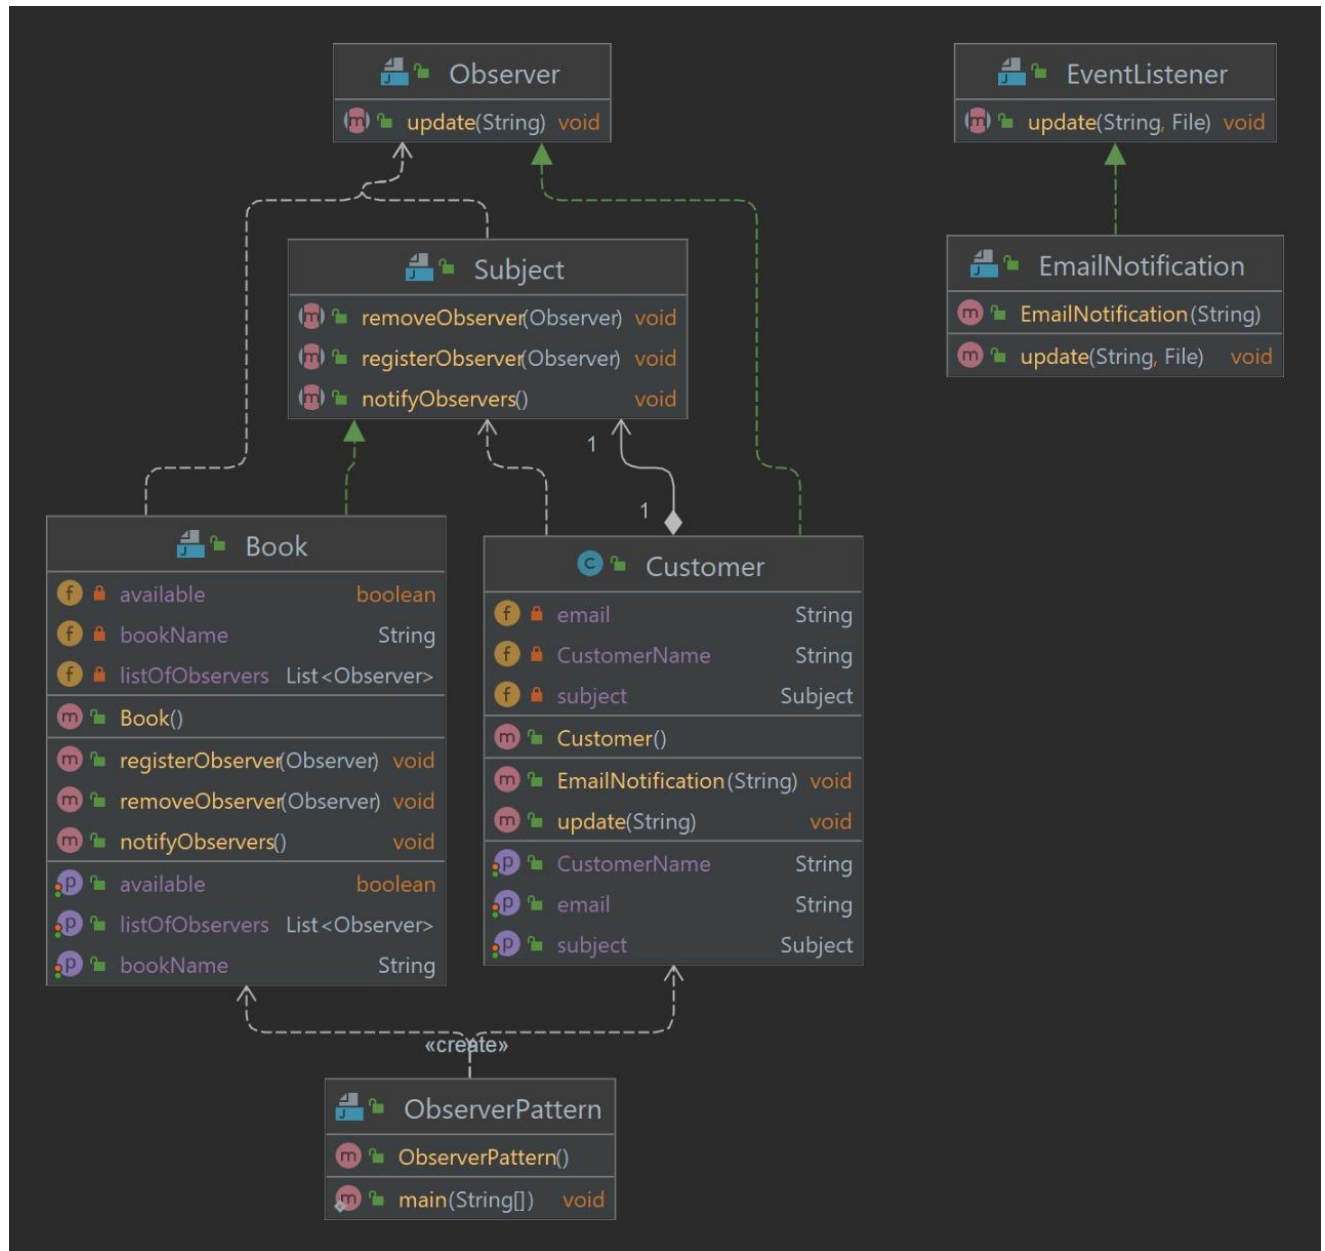 Observer
update(String) void
EventListener
update(String, File) void
Subject
removeObserver(Observer) void
registerObserver(Observer) void
notifyObservers() void
EmailNotification
EmailNotification(String)
update(String, File) void
1
1
Book
available boolean
bookName String
listOfObservers List<Observer>
Book()
registerObserver(Observer) void
removeObserver(Observer) void
notifyObservers() void
available boolean
listOfObservers List<Observer>
bookName String
Customer
email String
CustomerName String
subject Subject
Customer()
EmailNotification(String) void
update(String) void
CustomerName String
email String
subject Subject
«create»
ObserverPattern
ObserverPattern()
main(String[]) void